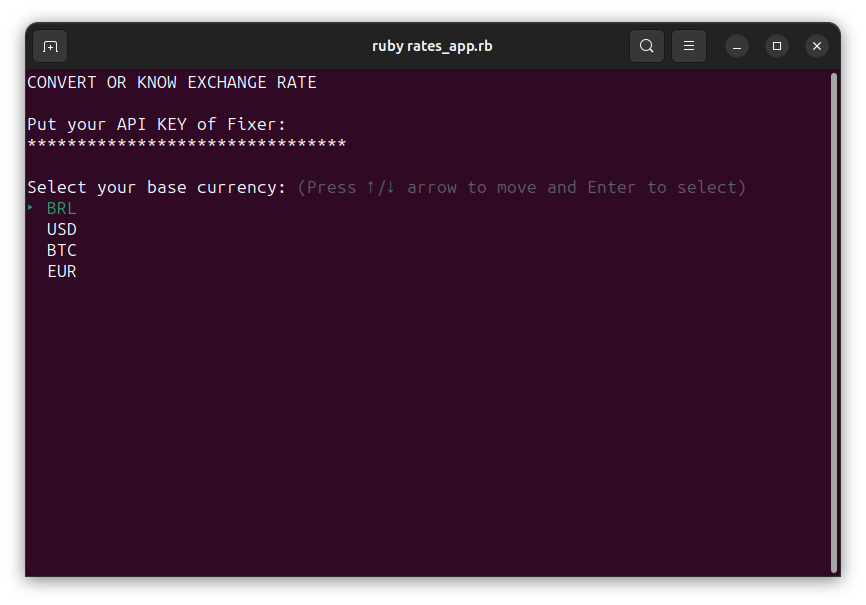 ruby rates_app.rb
CONVERT OR KNOW EXCHANGE RATE
Put your API KEY of Fixer:
********************************
Select your base currency: (Press ↑/↓ arrow to move and Enter to select)
‣ BRL
USD
BTC
EUR